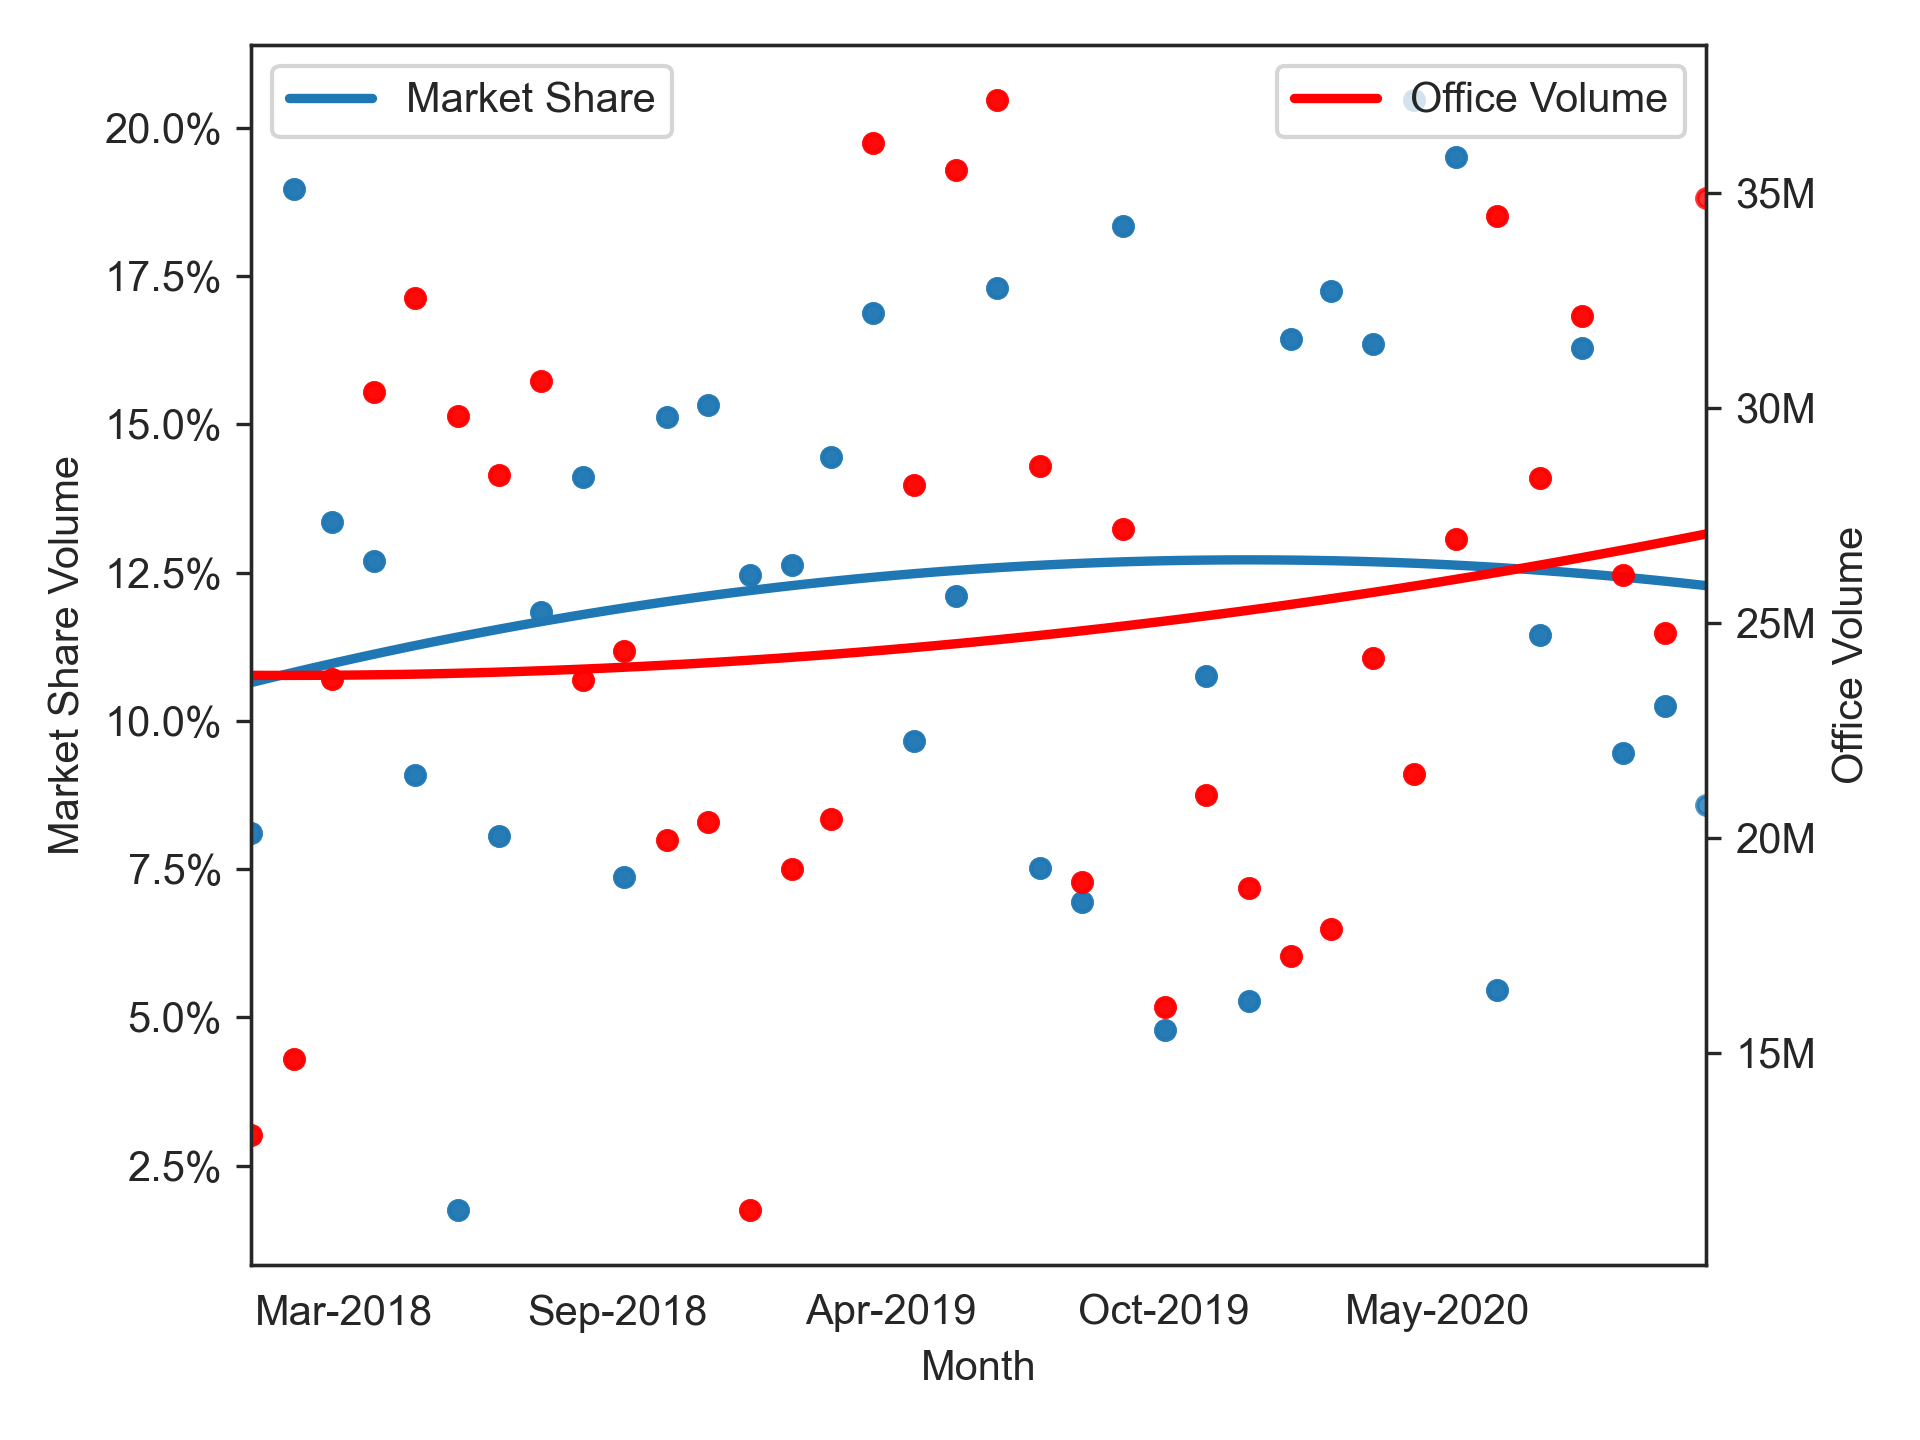 Market Share
Office Volume
20.0%
17.5%
15.0%
12.5%
10.0%
7.5%
5.0%
2.5%
Market Share Volume
35M
30M
25M
20M
15M
Office Volume
Mar-2018
Sep-2018
Apr-2019
Oct-2019
May-2020
Month